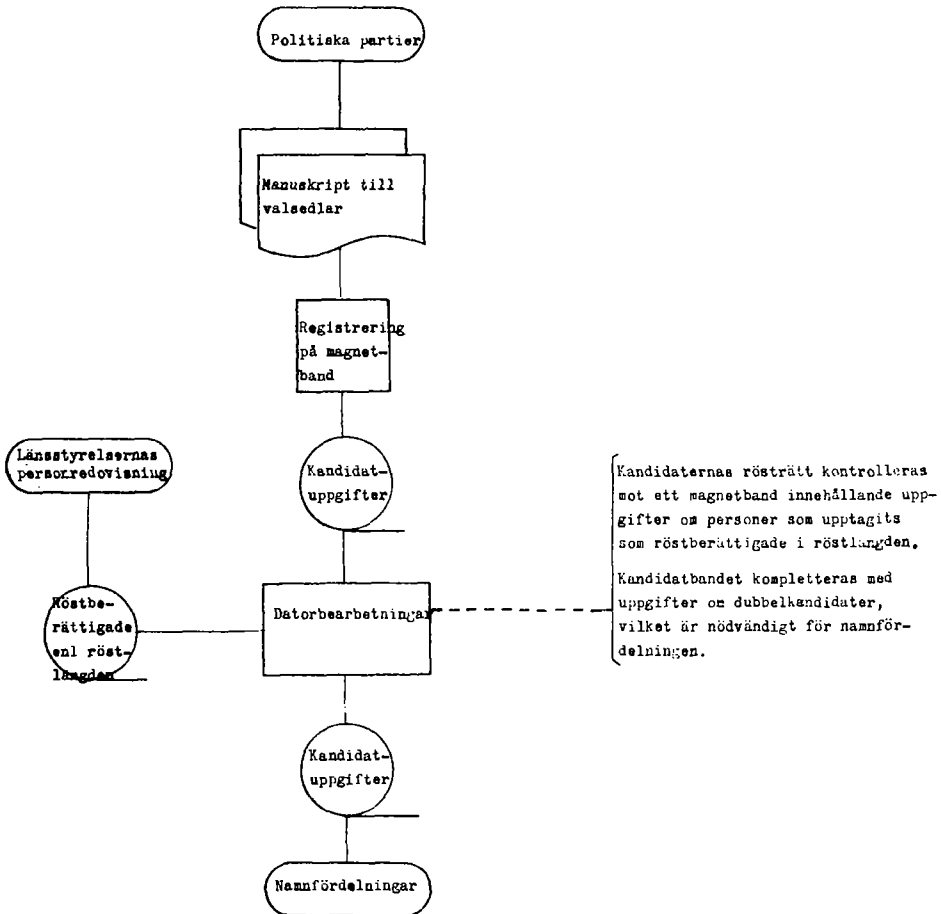 Politiska partier
Manuskript till
valsedlar
Registrering
på magnet-
band
Kandidat-
uppgifter
Länsstyrelsernas
personredovisning
Röstbe-
rättigade
enl röst-
längden
Datorbearbetningar
Kandidaternas rösträtt kontrolleras
mot ett magnetband innehållande upp-
gifter om personer som upptagits
som röstberättigade i röstlängden.
Kandidatbandet kompletteras med
uppgifter om dubbelkandidater,
vilket är nödvändigt för namnför-
delningen.
Kandidat-
uppgifter
Namnfördelningar